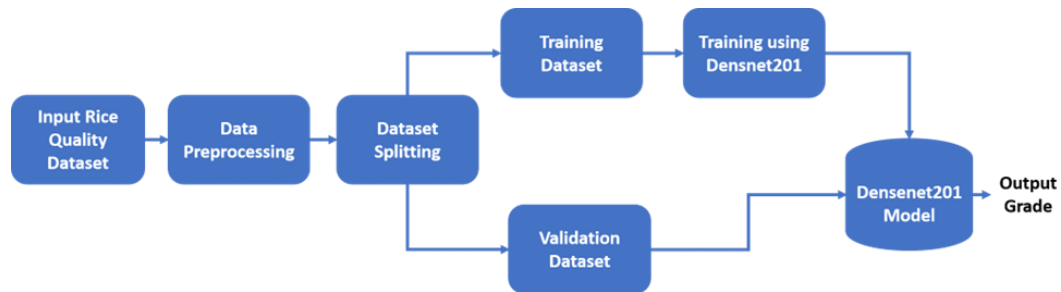 Input Rice
Quality
Dataset
Data
Preprocessing
Dataset
Splitting
Training
Dataset
Training using
Densnet201
Validation
Dataset
Densenet201
Model
Output
Grade